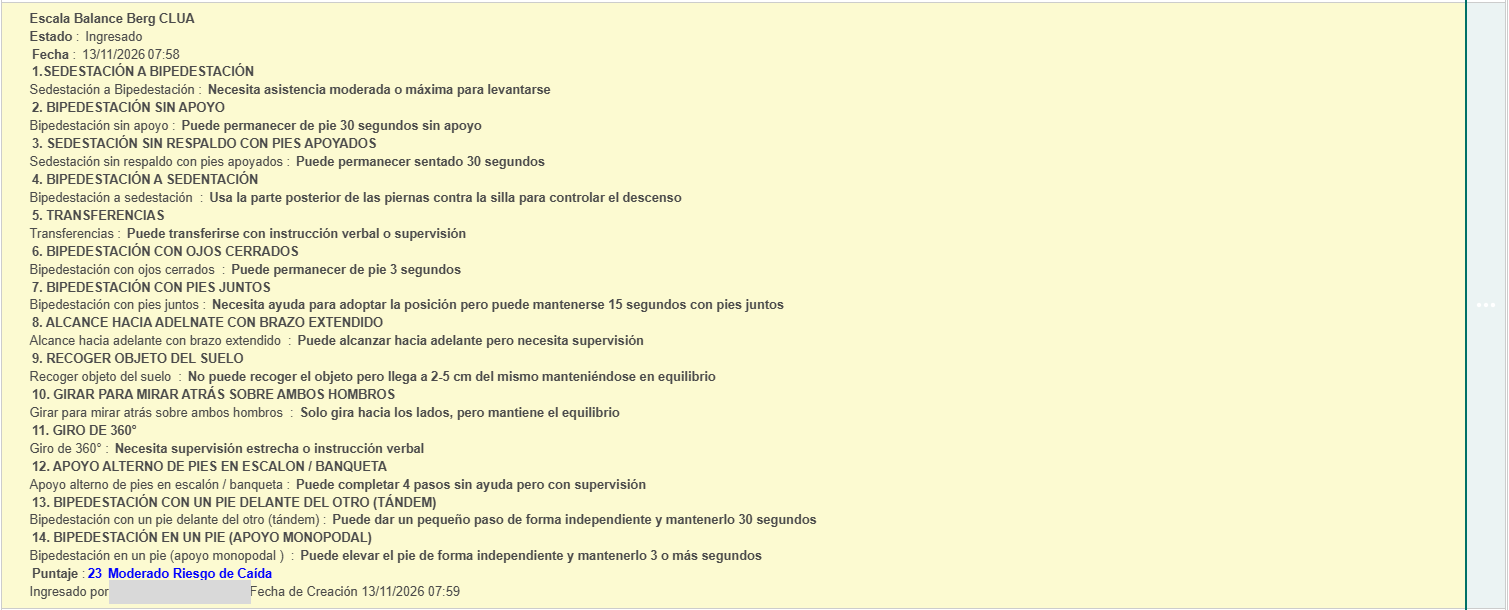 Escala Balance Berg CLUA
Estado : Ingresado
Fecha : 13/11/2026 07:58
1.SEDESTACIÓN A BIPEDESTACIÓN
Sedestación a Bipedestación : Necesita asistencia moderada o máxima para levantarse
2. BIPEDESTACIÓN SIN APOYO
Bipedestación sin apoyo : Puede permanecer de pie 30 segundos sin apoyo
3. SEDESTACIÓN SIN RESPALDO CON PIES APOYADOS
Sedestación sin respaldo con pies apoyados : Puede permanecer sentado 30 segundos
4. BIPEDESTACIÓN A SEDENTACIÓN
Bipedestación a sedestación : Usa la parte posterior de las piernas contra la silla para controlar el descenso
5. TRANSFERENCIAS
Transferencias : Puede transferirse con instrucción verbal o supervisión
6. BIPEDESTACIÓN CON OJOS CERRADOS
Bipedestación con ojos cerrados : Puede permanecer de pie 3 segundos
7. BIPEDESTACIÓN CON PIES JUNTOS
Bipedestación con pies juntos : Necesita ayuda para adoptar la posición pero puede mantenerse 15 segundos con pies juntos
8. ALCANCE HACIA ADELNATE CON BRAZO EXTENDIDO
Alcance hacia adelante con brazo extendido : Puede alcanzar hacia adelante pero necesita supervisión
9. RECOGER OBJETO DEL SUELO
Recoger objeto del suelo : No puede recoger el objeto pero llega a 2-5 cm del mismo manteniéndose en equilibrio
10. GIRAR PARA MIRAR ATRÁS SOBRE AMBOS HOMBROS
Girar para mirar atrás sobre ambos hombros : Solo gira hacia los lados, pero mantiene el equilibrio
11. GIRO DE 360°
Giro de 360° : Necesita supervisión estrecha o instrucción verbal
12. APOYO ALTERNO DE PIES EN ESCALON / BANQUETA
Apoyo alterno de pies en escalón / banqueta : Puede completar 4 pasos sin ayuda pero con supervisión
13. BIPEDESTACIÓN CON UN PIE DELANTE DEL OTRO (TÁNDEM)
Bipedestación con un pie delante del otro (tándem) : Puede dar un pequeño paso de forma independiente y mantenerlo 30 segundos
14. BIPEDESTACIÓN EN UN PIE (APOYO MONOPODAL)
Bipedestación en un pie (apoyo monopodal ) : Puede elevar el pie de forma independiente y mantenerlo 3 o más segundos
Puntaje : 23 Moderado Riesgo de Caída
Ingresado por Fecha de Creación 13/11/2026 07:59